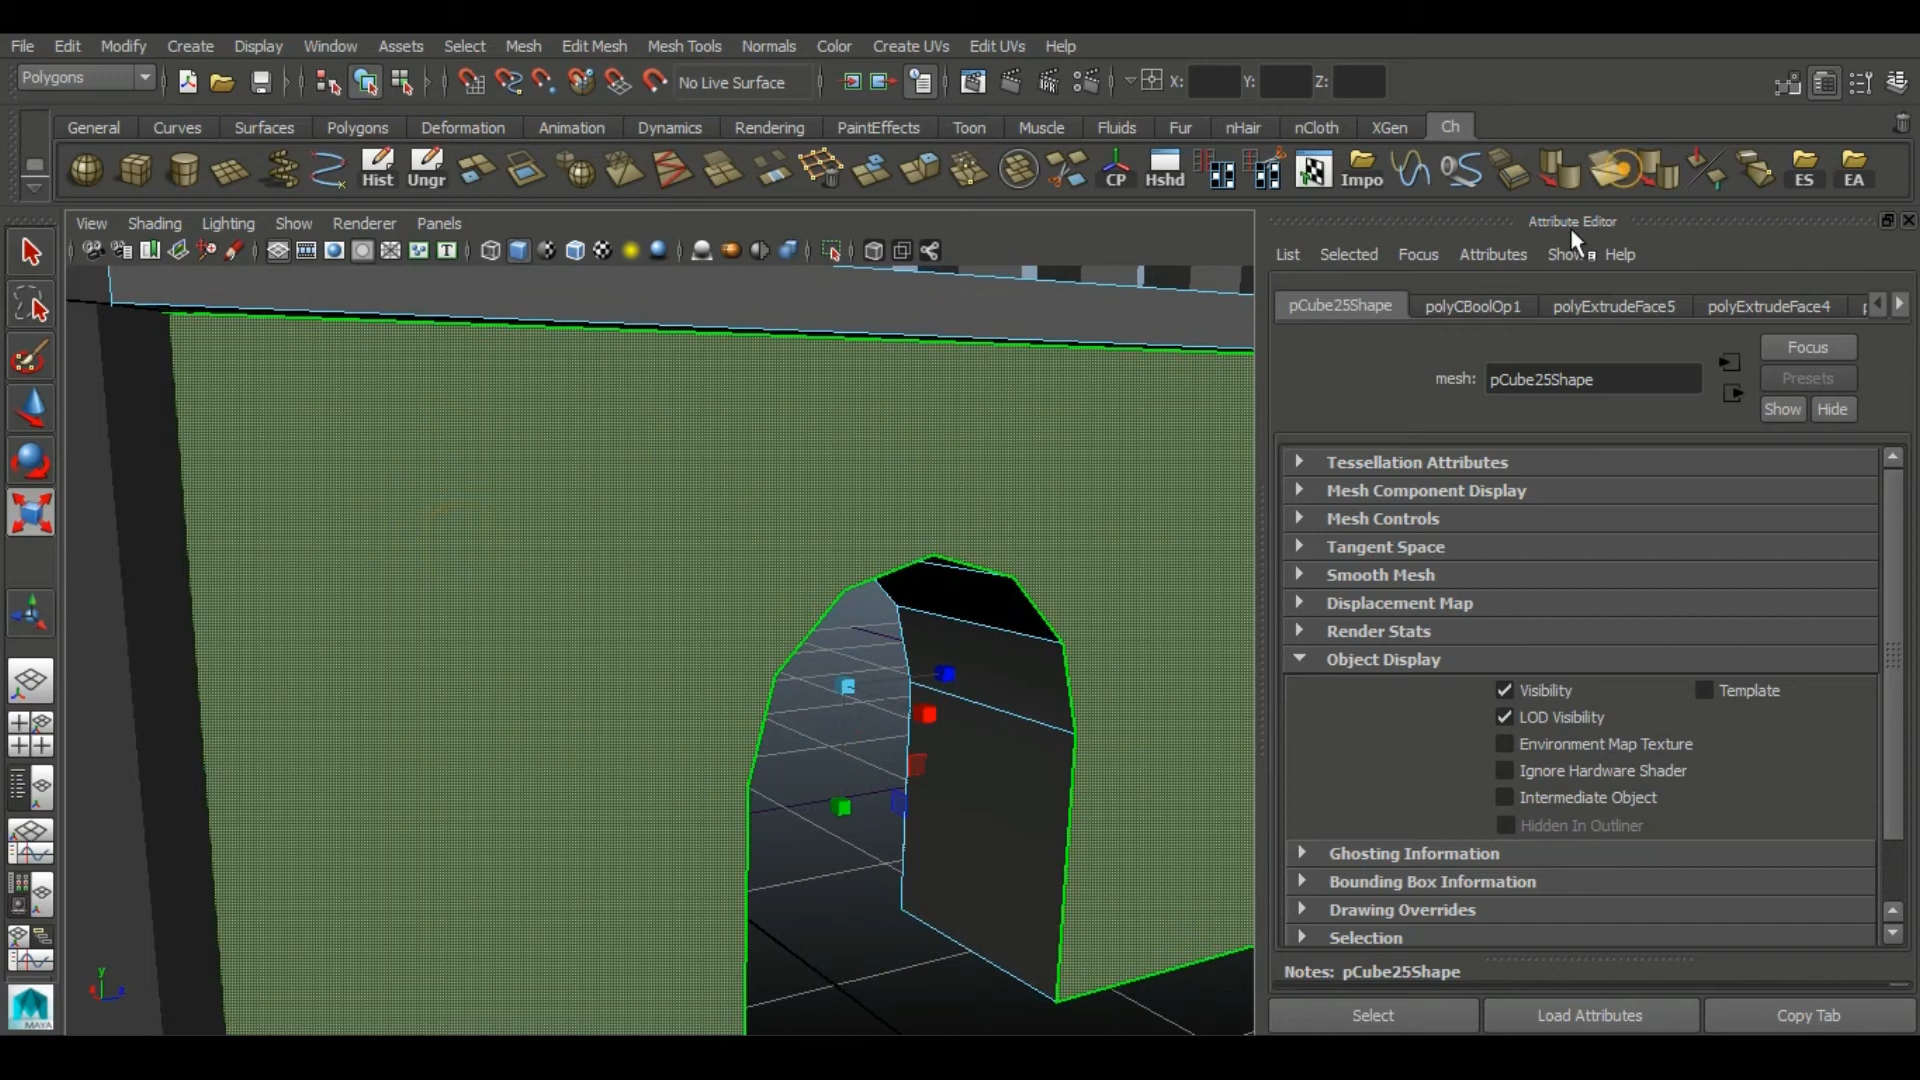 File Edit Modify Create Display Window Assets Select Mesh Edit Mesh Mesh Tools Normals Color Create UVs Edit UVs Help
Polygons No Live Surface X: Y: Z:
General Curves Surfaces Polygons Deformation Animation Dynamics Rendering PaintEffects Toon Muscle Fluids Fur nHair nCloth XGen Ch
Hist Ungr CP Hshd Impo ES EA
View Shading Lighting Show Renderer Panels
Attribute Editor
List Selected Focus Attributes Show Help
pCube25Shape polyCBoolOp1 polyExtrudeFace5 polyExtrudeFace4
Focus
mesh: pCube25Shape
Presets
Show Hide
Tessellation Attributes
Mesh Component Display
Mesh Controls
Tangent Space
Smooth Mesh
Displacement Map
Render Stats
Object Display
Visibility Template
LOD Visibility
Environment Map Texture
Ignore Hardware Shader
Intermediate Object
Hidden In Outliner
Ghosting Information
Bounding Box Information
Drawing Overrides
Selection
Notes: pCube25Shape
Select Load Attributes Copy Tab
y
z
MAYA